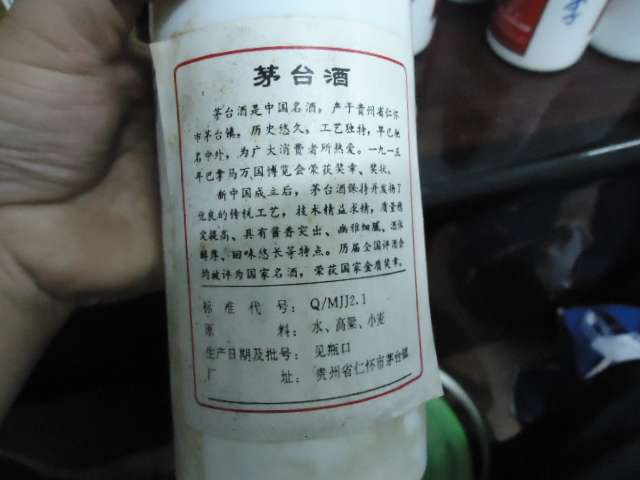 茅台酒
茅台酒是中国名酒，产于贵州省仁怀
市茅台镇，历史悠久，工艺独特，早已驰
名中外，为广大消费者所热爱。一九一五
年巴拿马万国博览会荣获奖章、奖状。
新中国成立后，茅台酒保持并发扬了
优良的传统工艺，技术精益求精，质量稳
定提高、具有酱香突出、幽雅细腻、酒体
醇厚、回味悠长等特点。历届全国评酒会
均被评为国家名酒，荣获国家金质奖章。
标准代号：Q/MJJ2.1
原料：水、高粱、小麦
生产日期及批号：见瓶口
厂址：贵州省仁怀市茅台镇